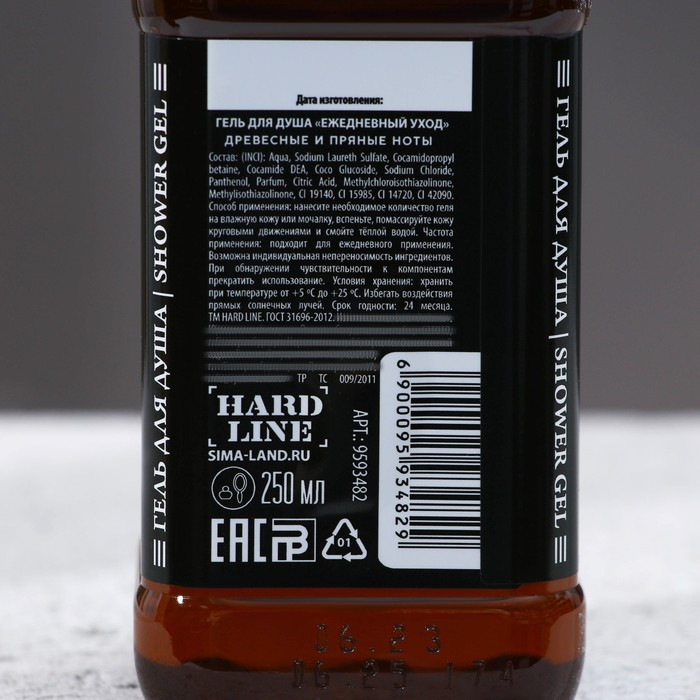 ГЕЛЬ ДЛЯ ДУША | SHOWER GEL
Дата изготовления:
ГЕЛЬ ДЛЯ ДУША «ЕЖЕДНЕВНЫЙ УХОД»
ДРЕВЕСНЫЕ И ПРЯНЫЕ НОТЫ
Состав: (INCI): Aqua, Sodium Laureth Sulfate, Cocamidopropyl
betaine, Cocamide DEA, Coco Glucoside, Sodium Chloride,
Panthenol, Parfum, Citric Acid, Methylchloroisothiazolinone,
Methylisothiazolinone, CI 19140, CI 15985, CI 14720, CI 42090.
Способ применения: нанесите необходимое количество геля
на влажную кожу или мочалку, вспеньте, помассируйте кожу
круговыми движениями и смойте тёплой водой. Частота
применения: подходит для ежедневного применения.
Возможна индивидуальная непереносимость ингредиентов.
При обнаружении чувствительности к компонентам
прекратить использование. Условия хранения: хранить
при температуре от +5 °С до +25 °С. Избегать воздействия
прямых солнечных лучей. Срок годности: 24 месяца.
ТМ HARD LINE. ГОСТ 31696-2012.
ТР ТС 009/2011
HARD
LINE
SIMA-LAND.RU
250 МЛ
EAC
01
АРТ.: 9593482
6900095934829
ГЕЛЬ ДЛЯ ДУША | SHOWER GEL
06.23
06.25 174